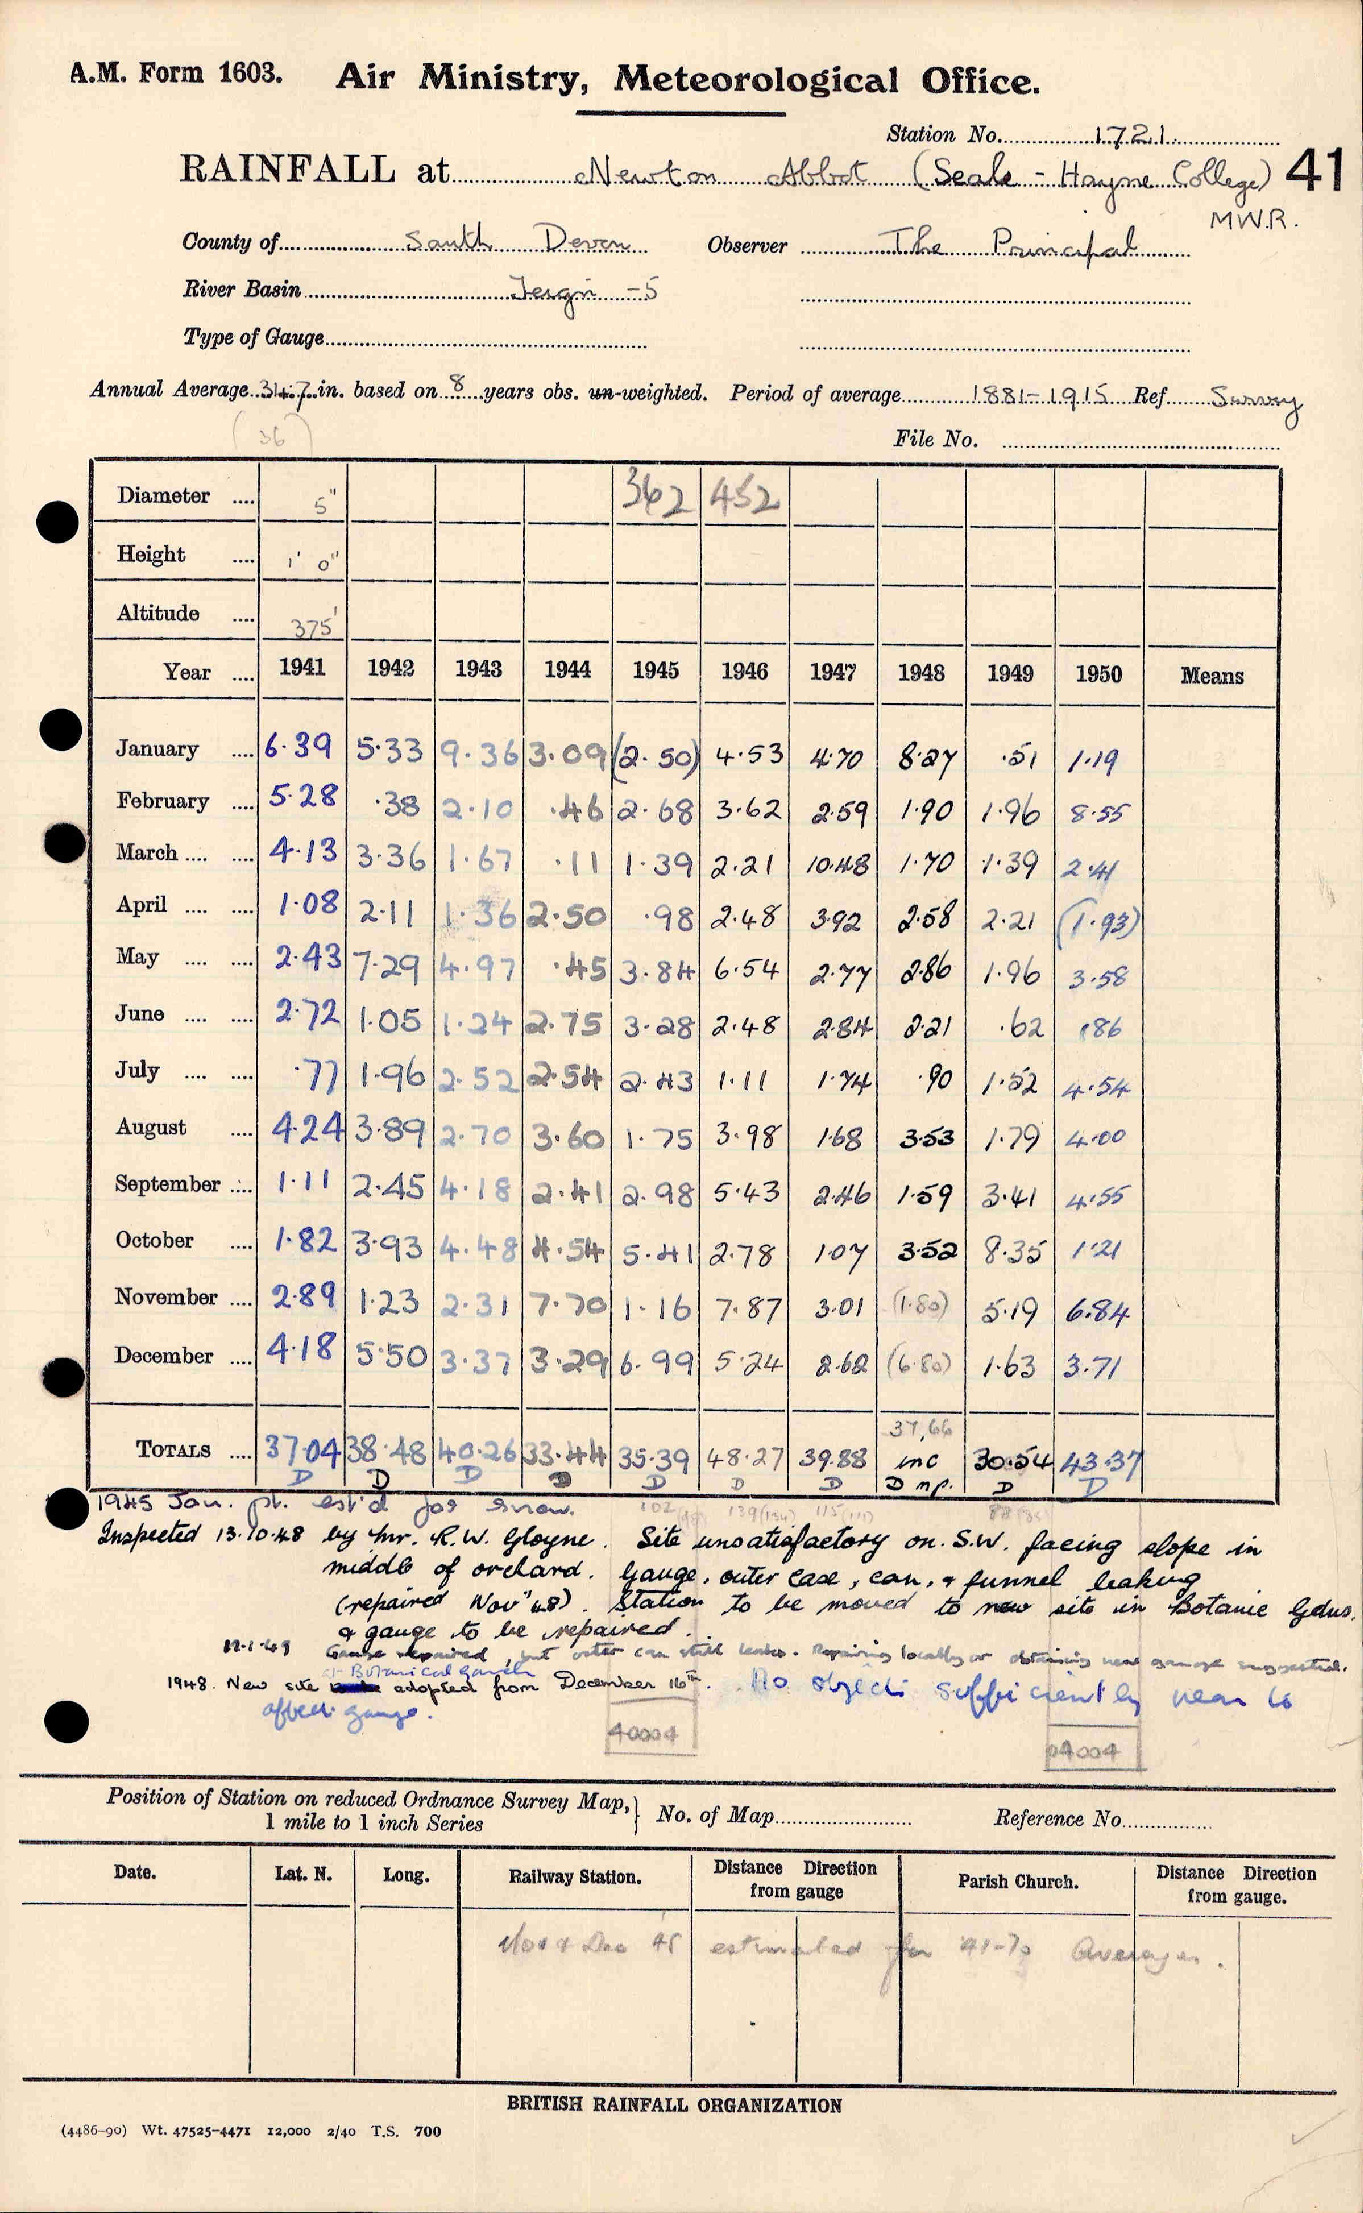 A.M. Form 1603. Air Ministry, Meteorological Office.
Station No. 1721.
RAINFALL at Newton Abbot (Seale-Hayne College) 41
M.W.R.
County of South Devon Observer The Principal
River Basin Teign -5
Type of Gauge
Annual Average 34.7 in. based on 8 years obs. un-weighted. Period of average 1881-1915 Ref Survey
(36)
File No.
Diameter .... 5" 362 452
Height .... 1' 0"
Altitude .... 375'
Year .... 1941 1942 1943 1944 1945 1946 1947 1948 1949 1950 Means
January .... 6.39 5.33 9.36 3.09 (2.50) 4.53 4.70 8.27 .51 1.19
February .... 5.28 .38 2.10 .46 2.68 3.62 2.59 1.90 1.96 8.55
March .... .... 4.13 3.36 1.67 .11 1.39 2.21 10.48 1.70 1.39 2.41
April .... .... 1.08 2.11 1.36 2.50 .98 2.48 3.92 2.58 2.21 (1.93)
May .... .... 2.43 7.29 4.97 .45 3.84 6.54 2.77 2.86 1.96 3.58
June .... .... 2.72 1.05 1.24 2.75 3.28 2.48 2.84 2.21 .62 .86
July .... .... .77 1.96 2.52 2.54 2.43 1.11 1.74 .90 1.52 4.54
August .... 4.24 3.89 2.70 3.60 1.75 3.98 1.68 3.53 1.79 4.00
September .... 1.11 2.45 4.18 2.41 2.98 5.43 2.46 1.59 3.41 4.55
October .... 1.82 3.93 4.48 4.54 5.41 2.78 1.07 3.52 8.35 1.21
November .... 2.89 1.23 2.31 7.70 1.16 7.87 3.01 (1.80) 5.19 6.84
December .... 4.18 5.50 3.37 3.29 6.99 5.24 2.62 (6.80) 1.63 3.71
37,66
TOTALS .... 37.04 38.48 40.26 33.44 35.39 48.27 39.88 inc 30.54 43.37
D D D D D D D D np. D D
1945 Jan. pt. est'd for snow. 102 139 (134) 115 (111) 88
Inspected 13.10.48 by Mr. R.W. Gloyne. Site unsatisfactory on S.W. facing slope in
middle of orchard. Gauge, outer case, can, & funnel leaking
(repaired Nov '48). Station to be moved to new site in Botanic Gdns,
& gauge to be repaired.
12.1.49 Gauge repaired, but outer can still leaks. Repairing locally or obtaining new gauge suggested.
Botanical Garden
1948. New site adopted from December 16th. No objects sufficiently near to
affect gauge.
40004
04004
Position of Station on reduced Ordnance Survey Map,
1 mile to 1 inch Series
No. of Map
Reference No.
Date. Lat. N. Long. Railway Station. Distance Direction from gauge Parish Church. Distance Direction from gauge.
Nov & Dec 48 estimated for 41-70 Averages.
BRITISH RAINFALL ORGANIZATION
(4486-90) Wt. 47525-4471 12,000 2/40 T.S. 700